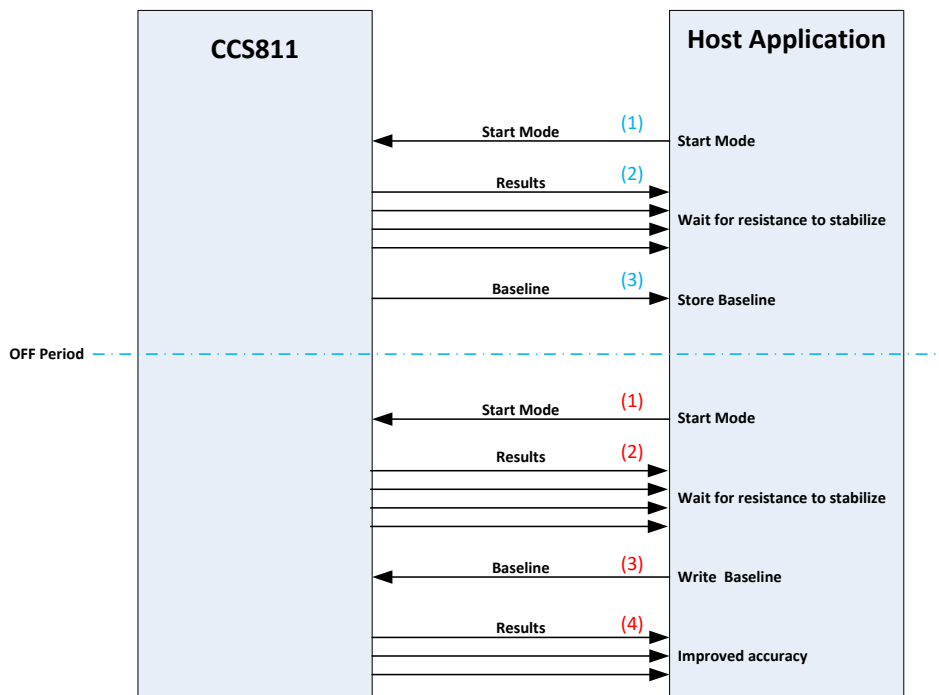 CCS811
Host Application
Start Mode
(1)
Start Mode
Results
(2)
Wait for resistance to stabilize
Baseline
(3)
Store Baseline
OFF Period
Start Mode
(1)
Start Mode
Results
(2)
Wait for resistance to stabilize
Baseline
(3)
Write Baseline
Results
(4)
Improved accuracy